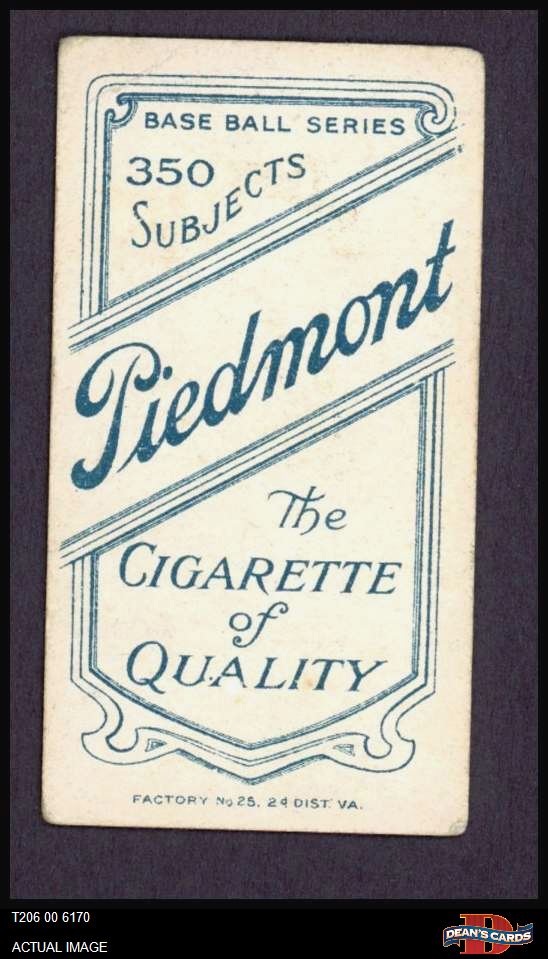 BASE BALL SERIES
350
SUBJECTS
Piedmont
The
CIGARETTE
of
QUALITY
FACTORY No 25. 2d DIST. VA.
T206 00 6170
ACTUAL IMAGE
D
DEAN'S CARDS